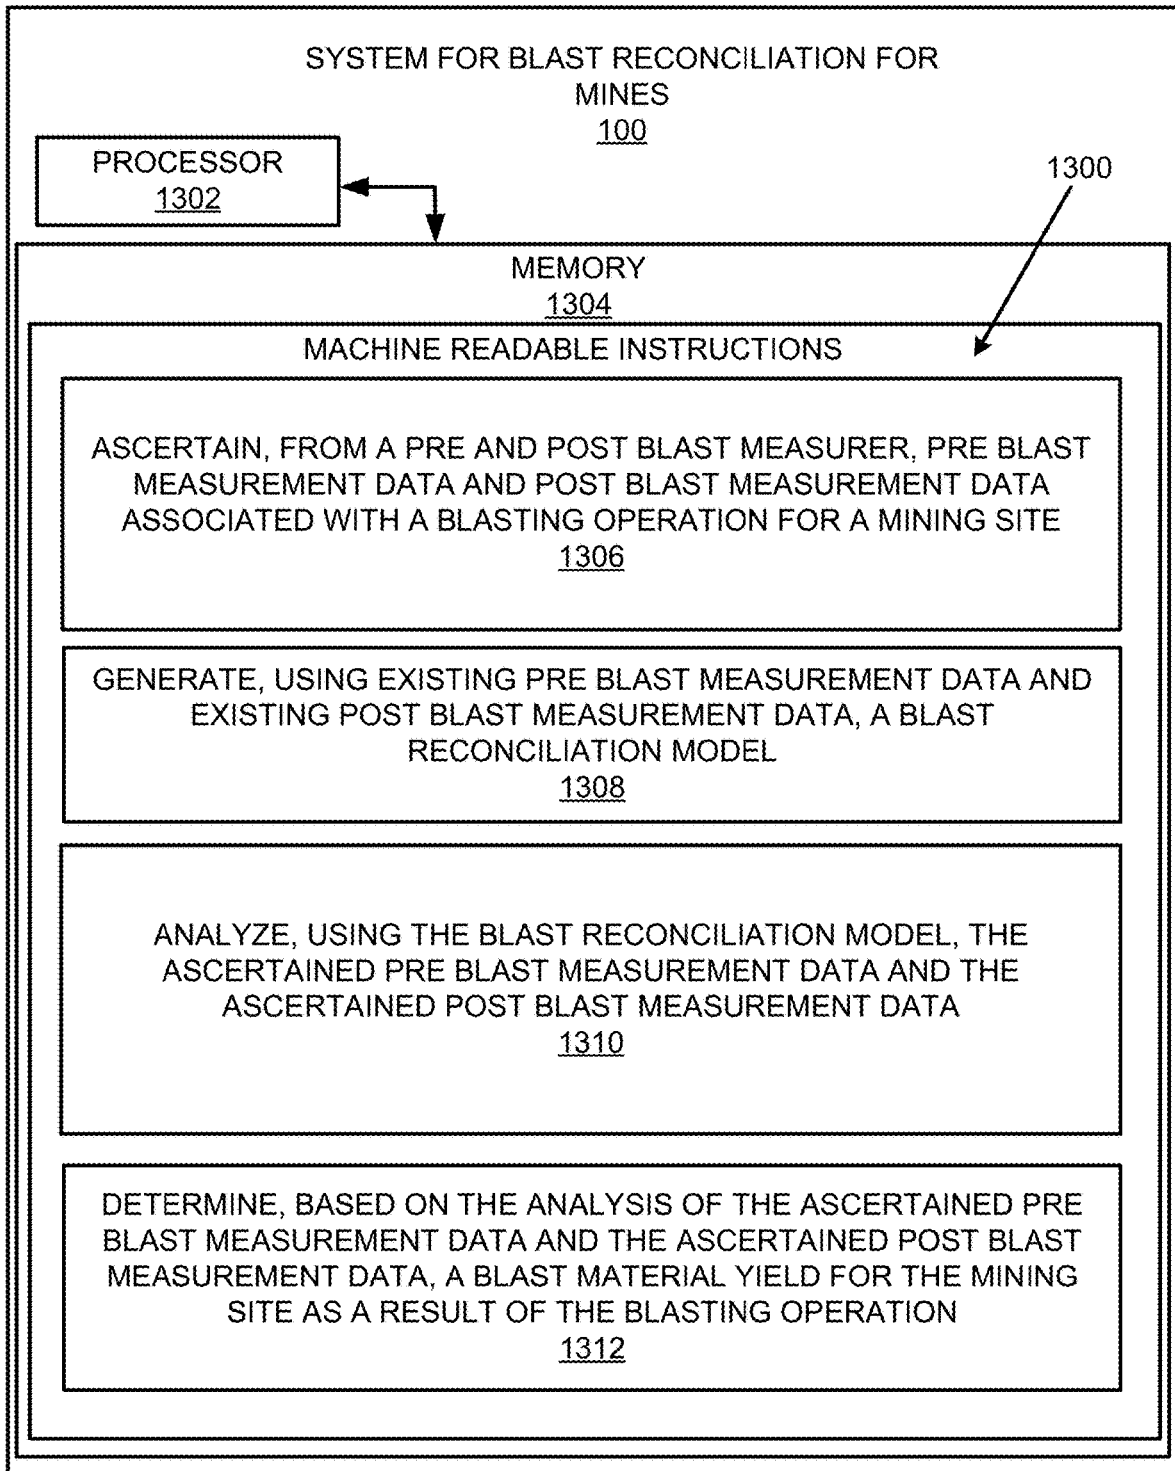 SYSTEM FOR BLAST RECONCILIATION FOR
MINES
100
PROCESSOR
1302
1300
MEMORY
1304
MACHINE READABLE INSTRUCTIONS
ASCERTAIN, FROM A PRE AND POST BLAST MEASURER, PRE BLAST
MEASUREMENT DATA AND POST BLAST MEASUREMENT DATA
ASSOCIATED WITH A BLASTING OPERATION FOR A MINING SITE
1306
GENERATE, USING EXISTING PRE BLAST MEASUREMENT DATA AND
EXISTING POST BLAST MEASUREMENT DATA, A BLAST
RECONCILIATION MODEL
1308
ANALYZE, USING THE BLAST RECONCILIATION MODEL, THE
ASCERTAINED PRE BLAST MEASUREMENT DATA AND THE
ASCERTAINED POST BLAST MEASUREMENT DATA
1310
DETERMINE, BASED ON THE ANALYSIS OF THE ASCERTAINED PRE
BLAST MEASUREMENT DATA AND THE ASCERTAINED POST BLAST
MEASUREMENT DATA, A BLAST MATERIAL YIELD FOR THE MINING
SITE AS A RESULT OF THE BLASTING OPERATION
1312